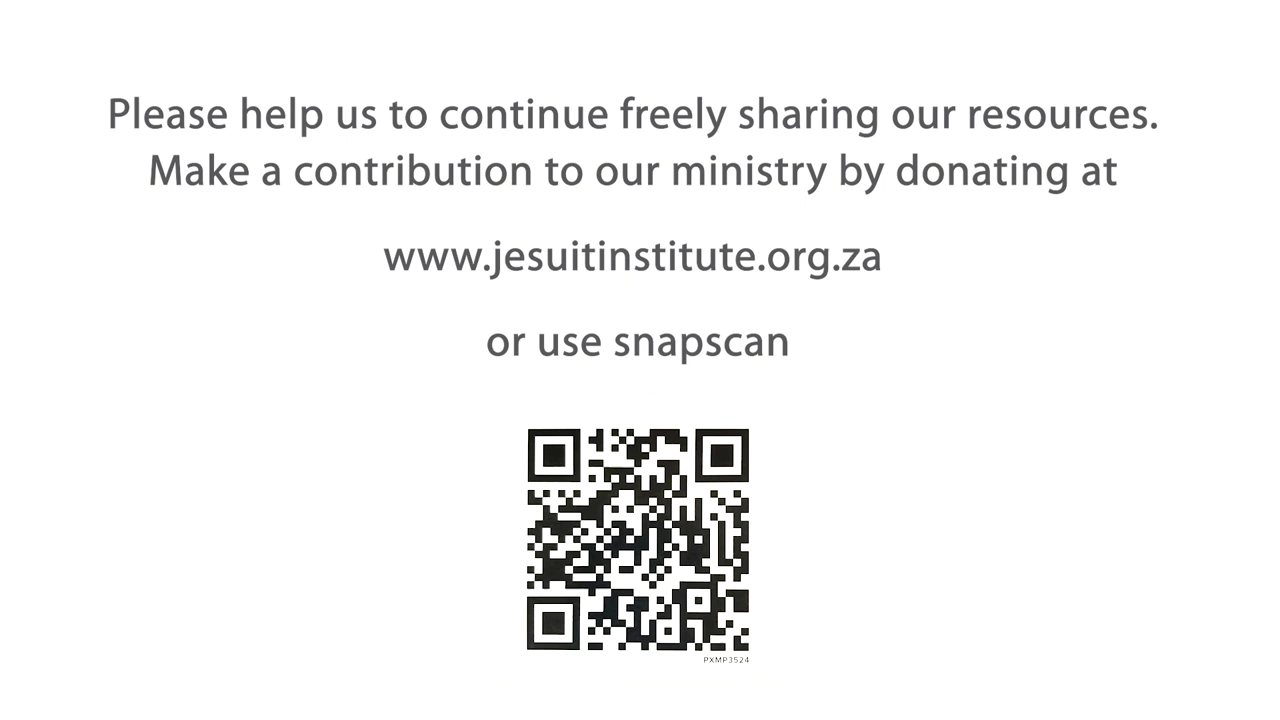 Please help us to continue freely sharing our resources.
Make a contribution to our ministry by donating at
www.jesuitinstitute.org.za
or use snapscan
PXMP3524